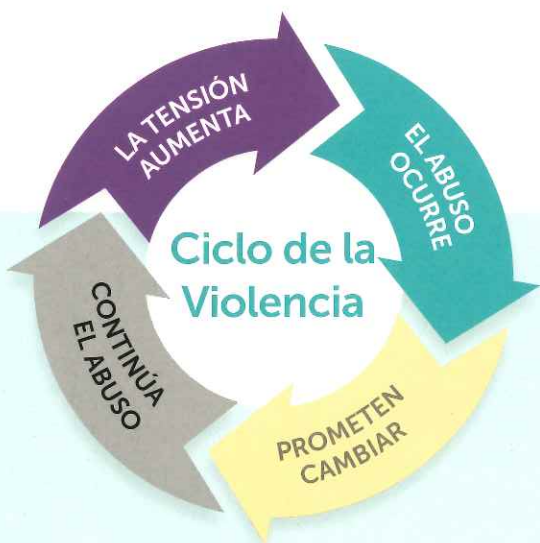 LA TENSIÓN
AUMENTA
EL ABUSO
OCURRE
Ciclo de la
Violencia
PROMETEN
CAMBIAR
CONTINÚA
EL ABUSO